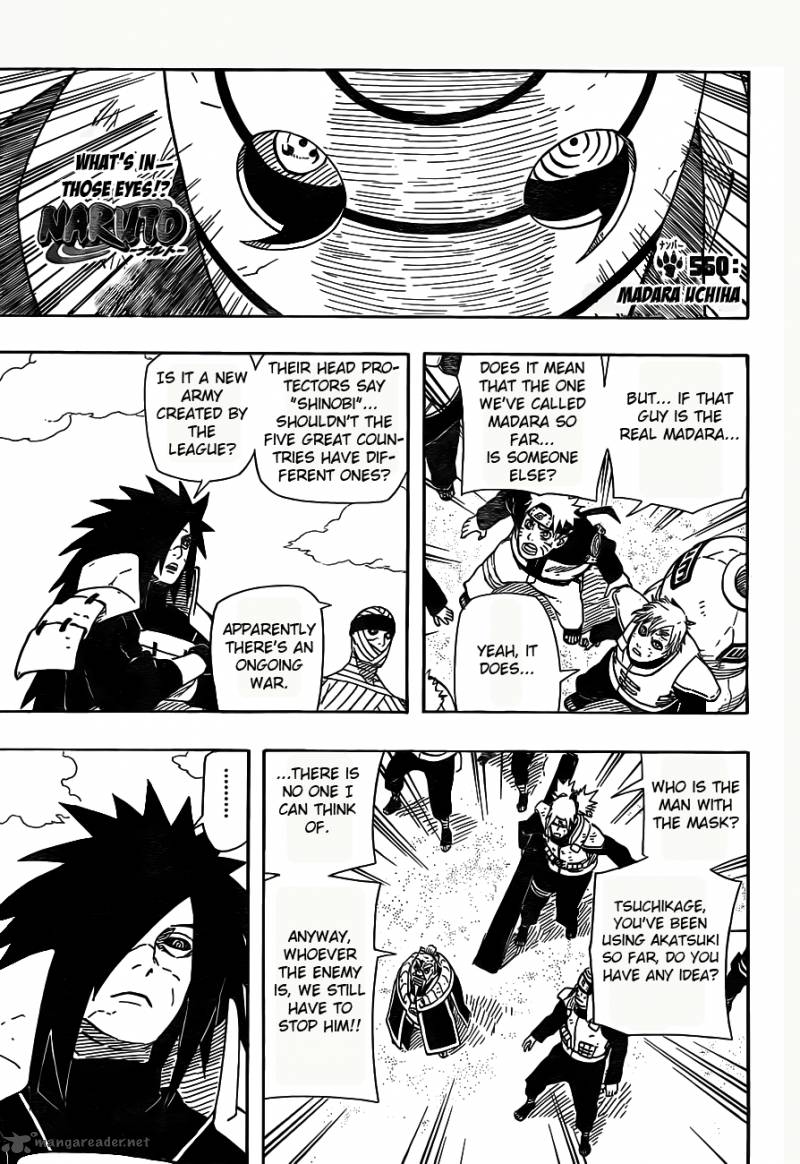 WHAT'S IN
THOSE EYES!?
NARUTO
ナルト
ナンバー
560:
MADARA UCHIHA
BUT... IF THAT
GUY IS THE
REAL MADARA...
DOES IT MEAN
THAT THE ONE
WE'VE CALLED
MADARA SO
FAR...
IS SOMEONE
ELSE?
YEAH, IT
DOES...
THEIR HEAD PRO-
TECTORS SAY
"SHINOBI"...
SHOULDN'T THE
FIVE GREAT COUN-
TRIES HAVE DIF-
FERENT ONES?
IS IT A NEW
ARMY
CREATED BY
THE
LEAGUE?
APPARENTLY
THERE'S AN
ONGOING
WAR.
WHO IS THE
MAN WITH
THE MASK?
TSUCHIKAGE,
YOU'VE BEEN
USING AKATSUKI
SO FAR, DO YOU
HAVE ANY IDEA?
...THERE IS
NO ONE I
CAN THINK
OF.
ANYWAY,
WHOEVER
THE ENEMY
IS, WE STILL
HAVE TO
STOP HIM!!
.........
mangareader.net